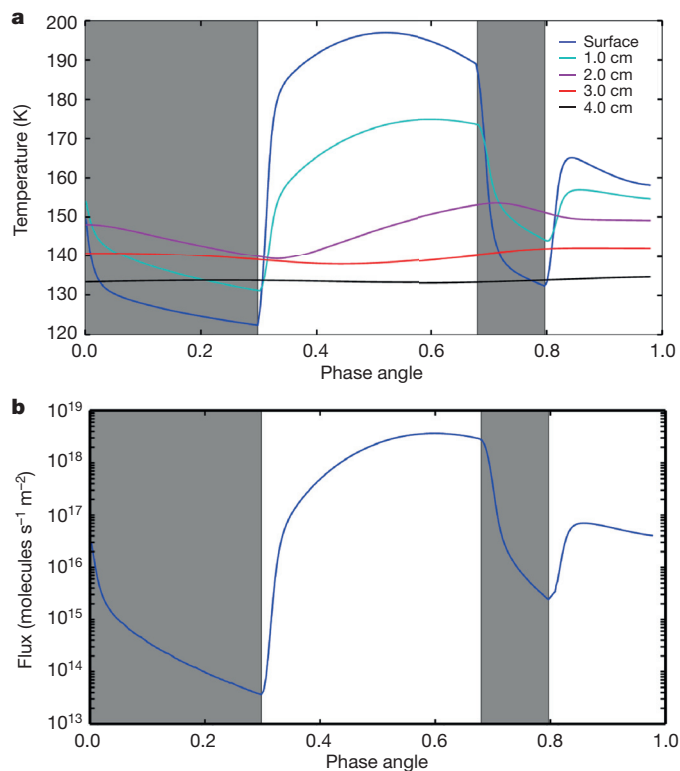 a
200
190
180
170
160
150
140
130
120
Temperature (K)
Surface
1.0 cm
2.0 cm
3.0 cm
4.0 cm
0.0 0.2 0.4 0.6 0.8 1.0
Phase angle
b
10¹⁹
10¹⁸
10¹⁷
10¹⁶
10¹⁵
10¹⁴
10¹³
Flux (molecules s⁻¹ m⁻²)
0.0 0.2 0.4 0.6 0.8 1.0
Phase angle